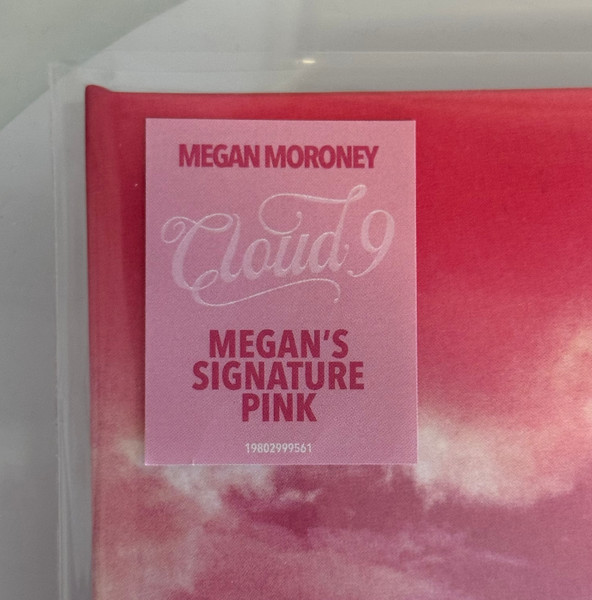 MEGAN MORONEY
Cloud 9
MEGAN'S
SIGNATURE
PINK
19802999561